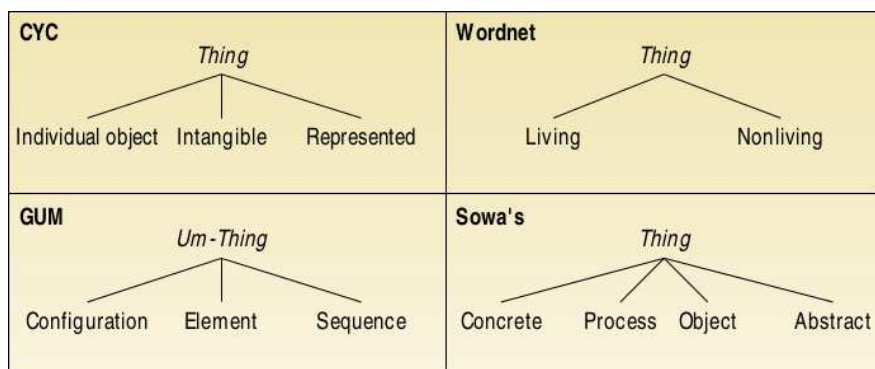 CYC
Thing
Individual object Intangible Represented
Wordnet
Thing
Living Nonliving
GUM
Um-Thing
Configuration Element Sequence
Sowa's
Thing
Concrete Process Object Abstract